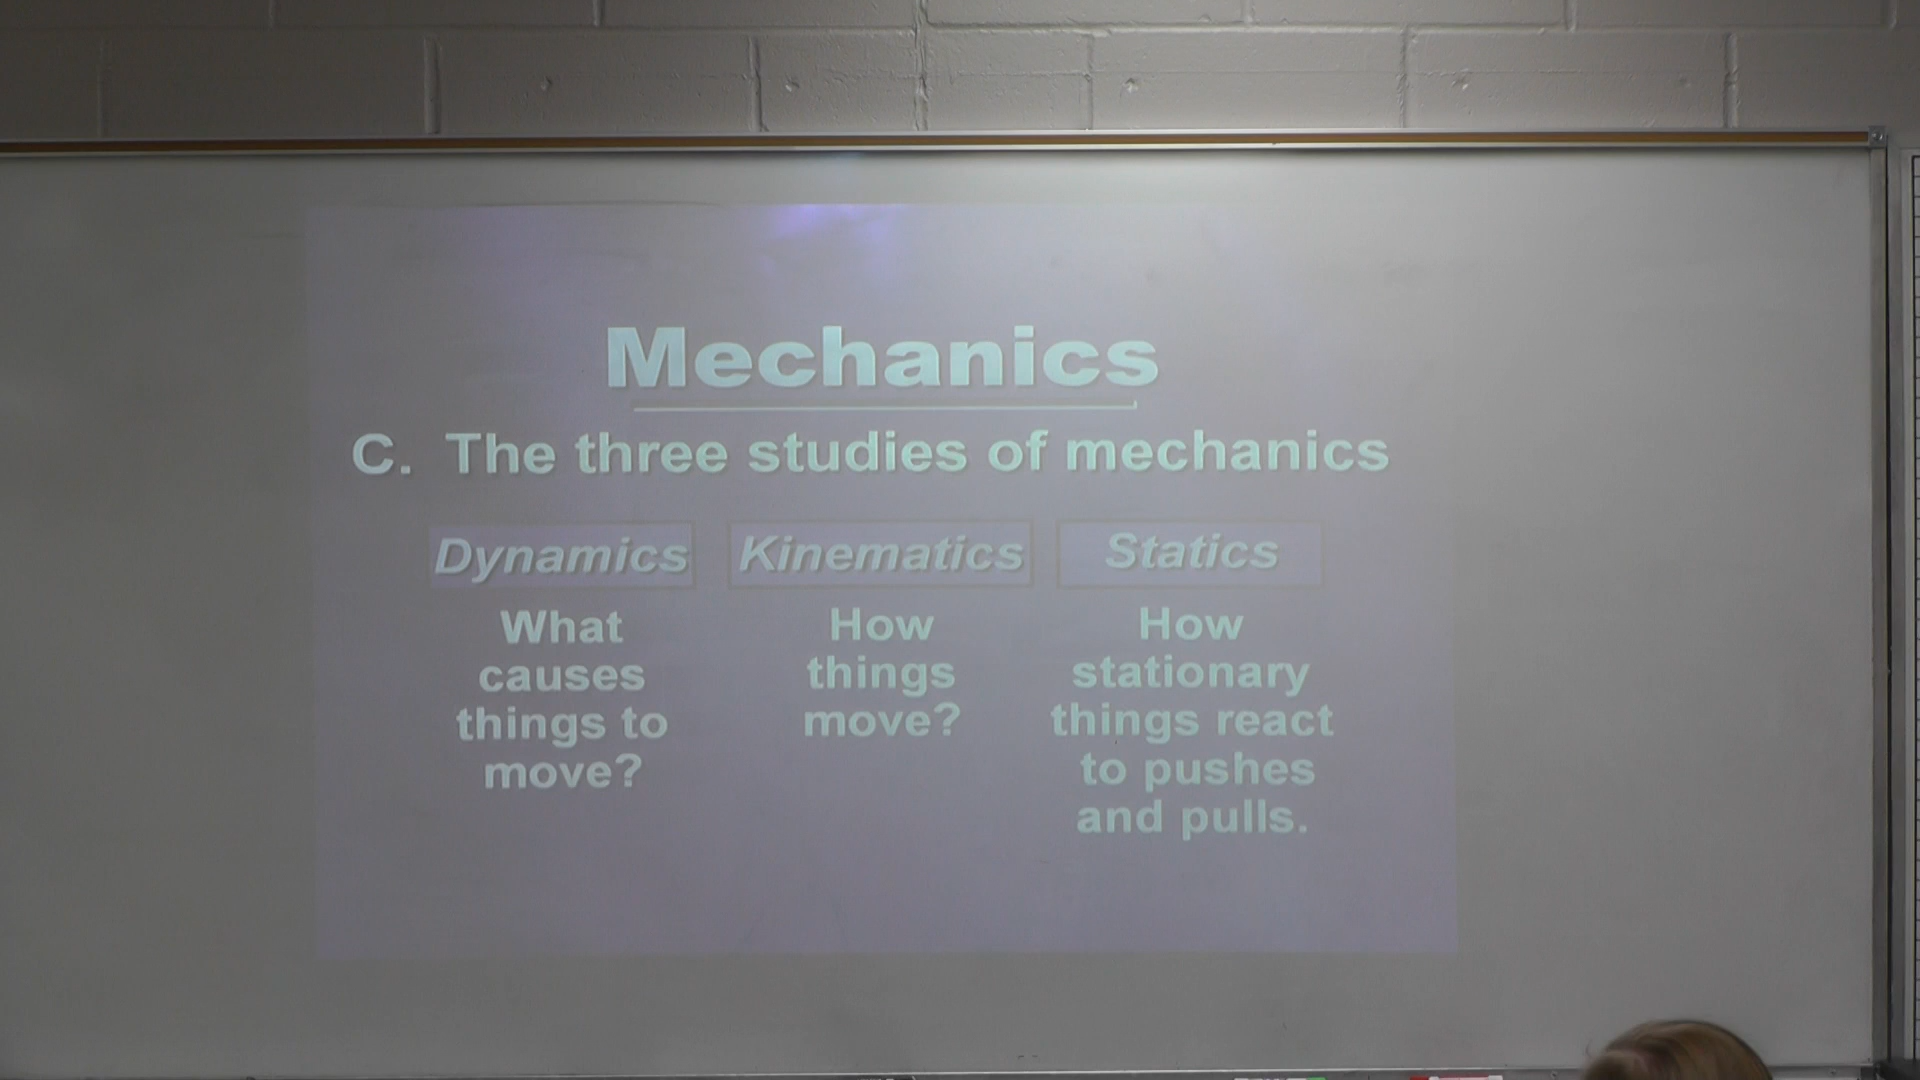 Mechanics
C. The three studies of mechanics
Dynamics
What
causes
things to
move?
Kinematics
How
things
move?
Statics
How
stationary
things react
to pushes
and pulls.